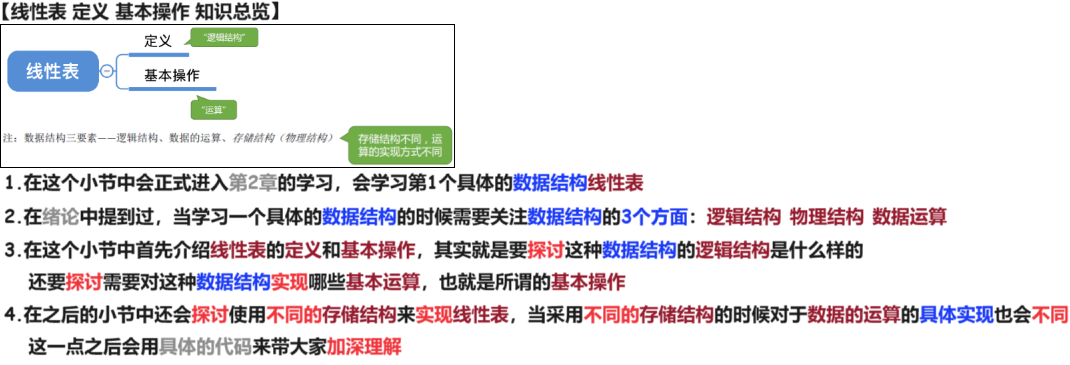 【线性表 定义 基本操作 知识总览】
定义
“逻辑结构”
线性表
基本操作
“运算”
注：数据结构三要素——逻辑结构、数据的运算、存储结构（物理结构）
存储结构不同，运
算的实现方式不同
1.在这个小节中会正式进入第2章的学习，会学习第1个具体的数据结构线性表
2.在绪论中提到过，当学习一个具体的数据结构的时候需要关注数据结构的3个方面：逻辑结构 物理结构 数据运算
3.在这个小节中首先介绍线性表的定义和基本操作，其实就是要探讨这种数据结构的逻辑结构是什么样的
还要探讨需要对这种数据结构实现哪些基本运算，也就是所谓的基本操作
4.在之后的小节中还会探讨使用不同的存储结构来实现线性表，当采用不同的存储结构的时候对于数据的运算的具体实现也会不同
这一点之后会用具体的代码来带大家加深理解